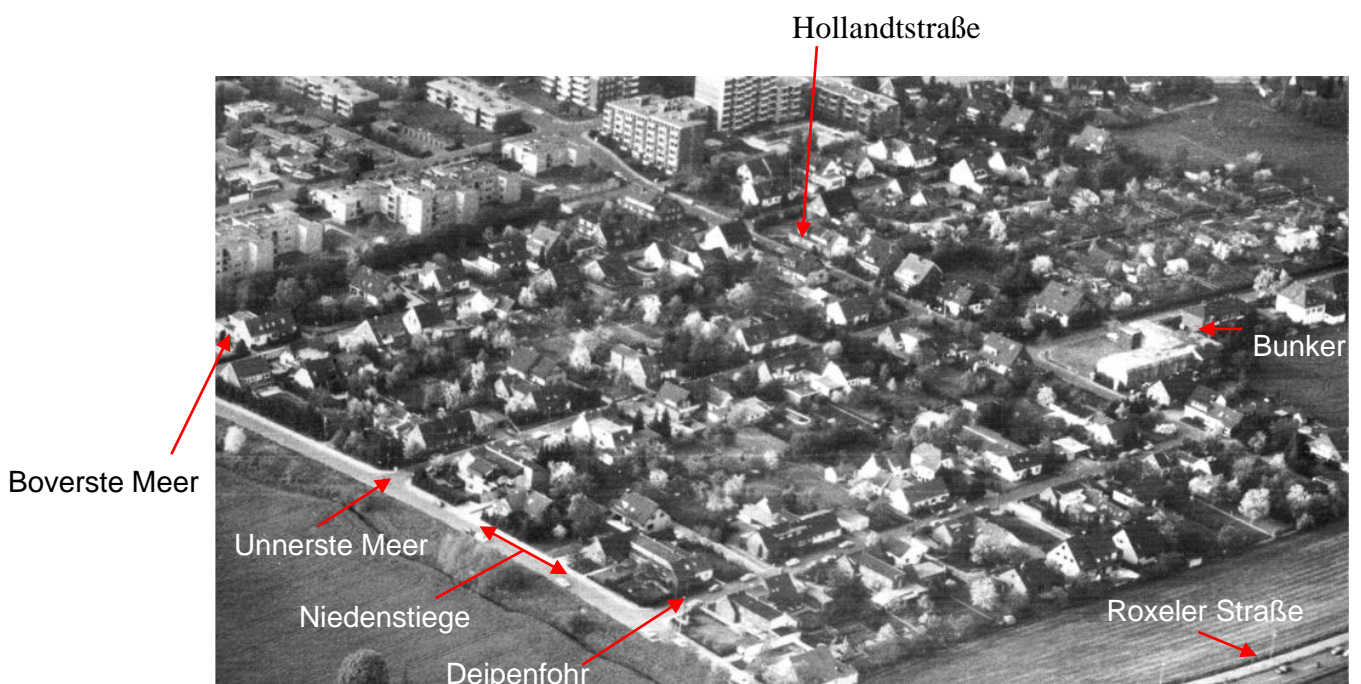 Hollandtstraße
Bunker
Boverste Meer
Unnerste Meer
Niedenstiege
Roxeler Straße
Deipenfohr